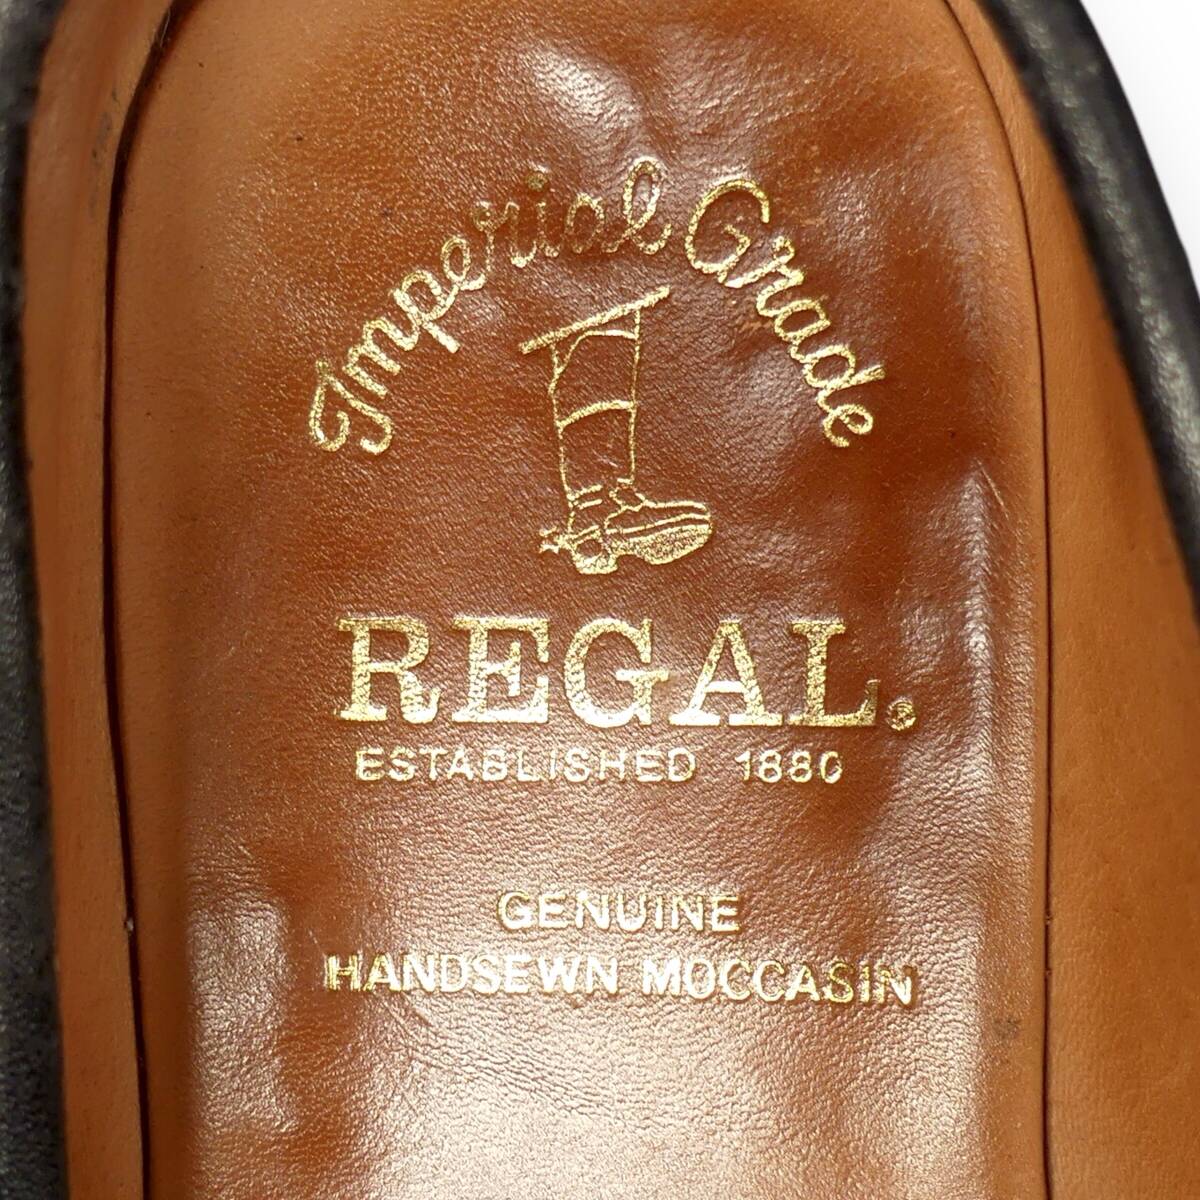 Imperial Grade
REGAL.
ESTABLISHED 1880
GENUINE
HANDSEWN MOCCASIN